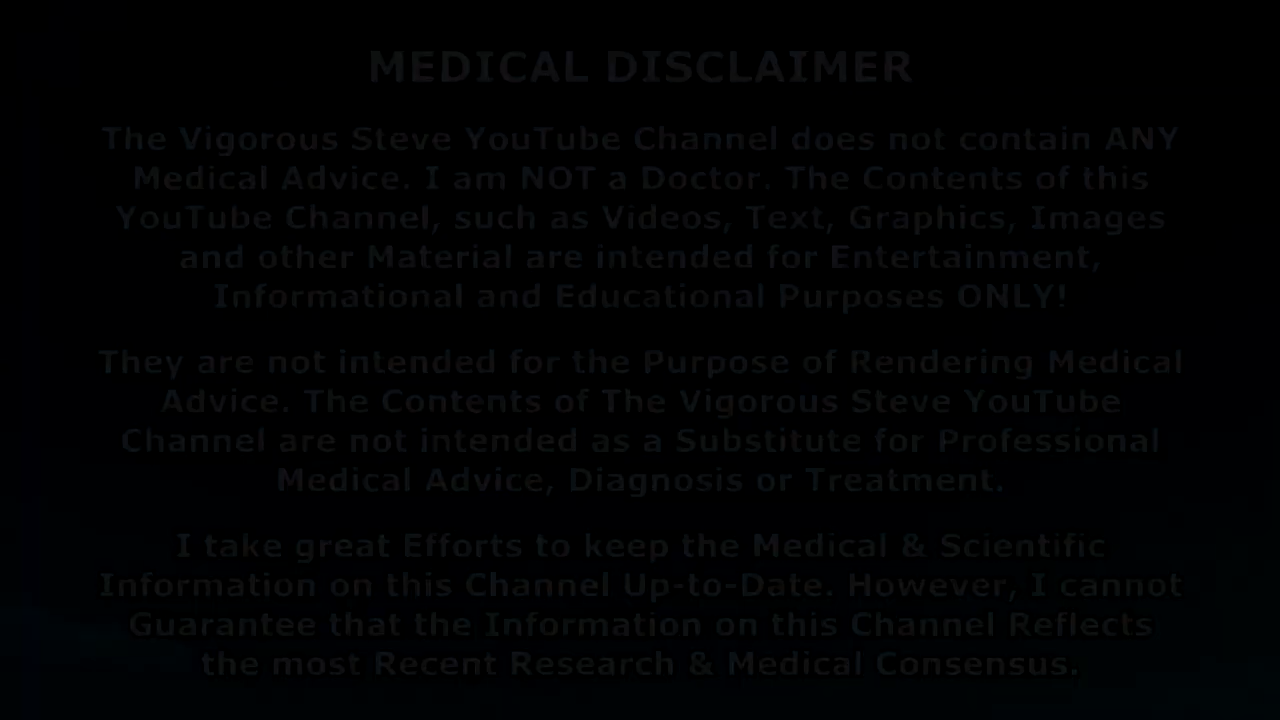 MEDICAL DISCLAIMER
The Vigorous Steve YouTube Channel does not contain ANY
Medical Advice. I am NOT a Doctor. The Contents of this
YouTube Channel, such as Videos, Text, Graphics, Images
and other Material are intended for Entertainment,
Informational and Educational Purposes ONLY!
They are not intended for the Purpose of Rendering Medical
Advice. The Contents of The Vigorous Steve YouTube
Channel are not intended as a Substitute for Professional
Medical Advice, Diagnosis or Treatment.
I take great Efforts to keep the Medical & Scientific
Information on this Channel Up-to-Date. However, I cannot
Guarantee that the Information on this Channel Reflects
the most Recent Research & Medical Consensus.